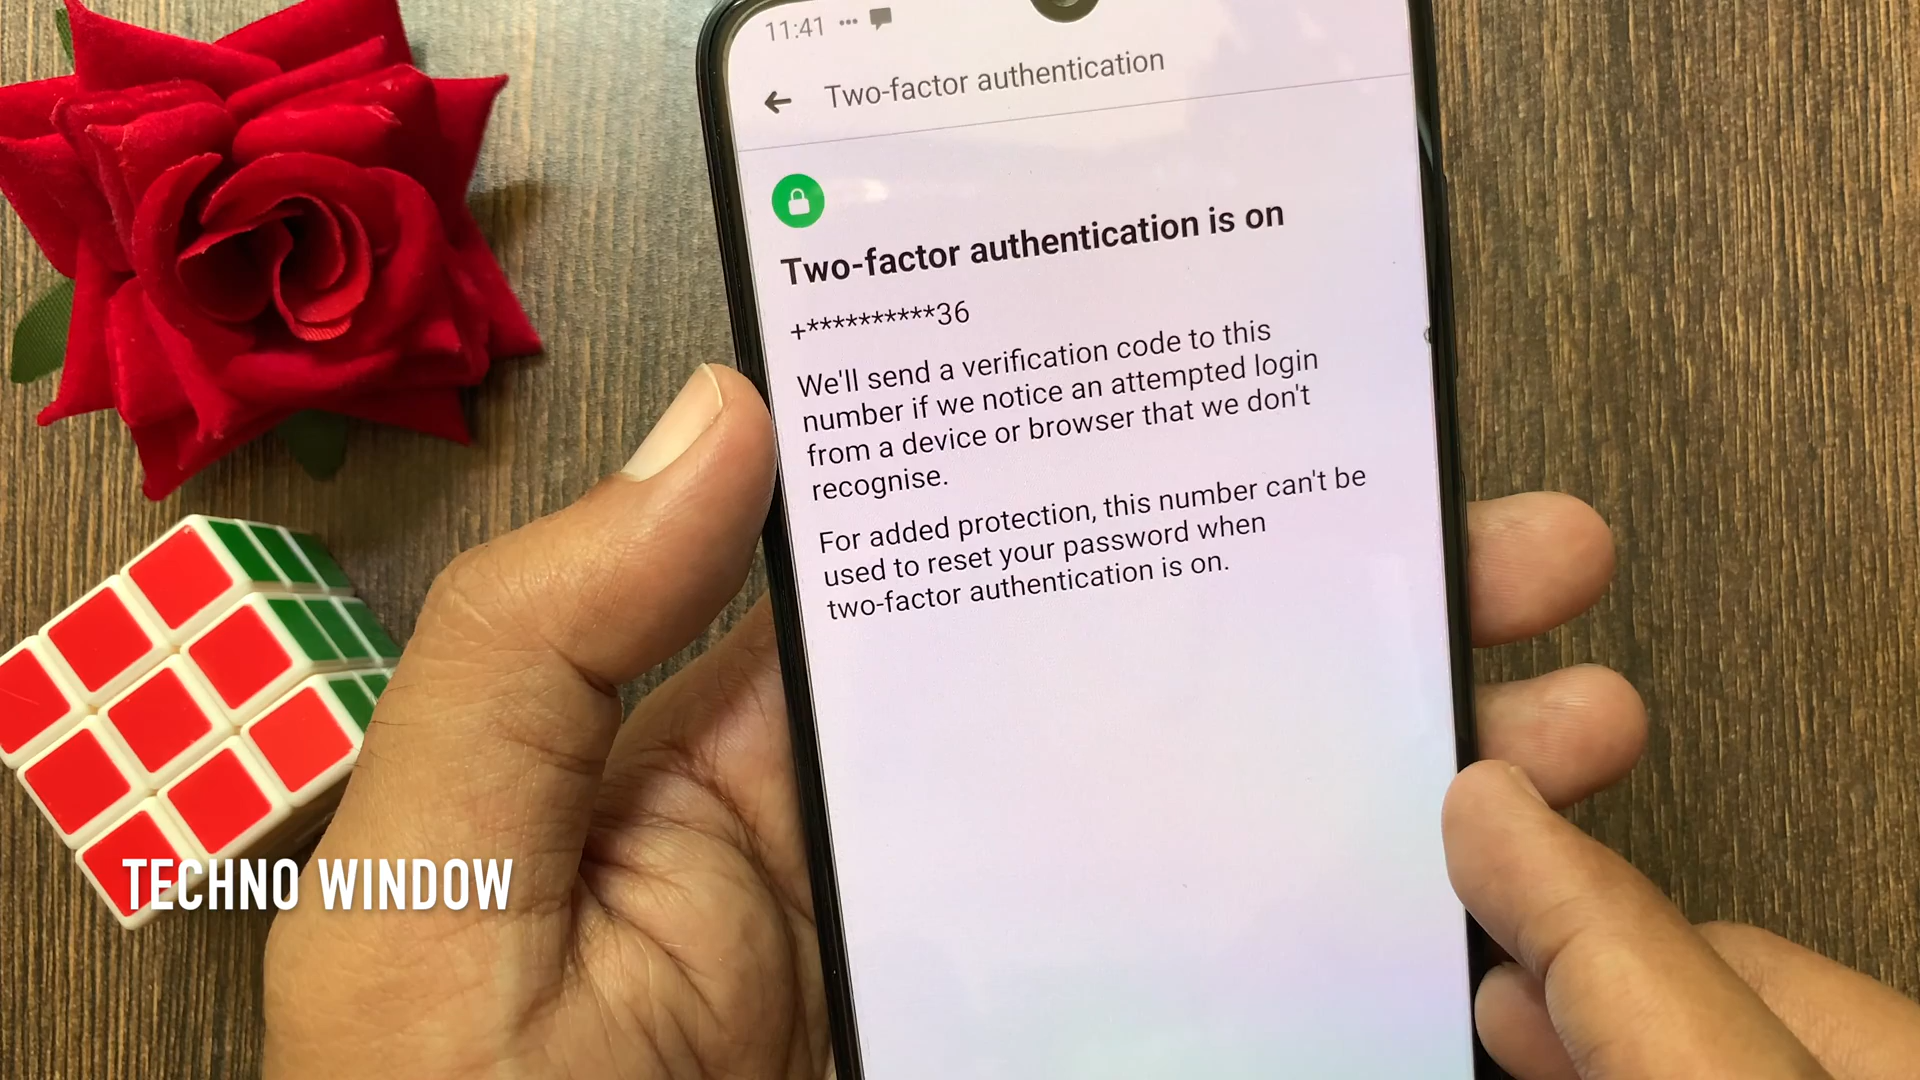 11:41 •••
Two-factor authentication
Two-factor authentication is on
+**********36
We'll send a verification code to this
number if we notice an attempted login
from a device or browser that we don't
recognise.
For added protection, this number can't be
used to reset your password when
two-factor authentication is on.
TECHNO WINDOW